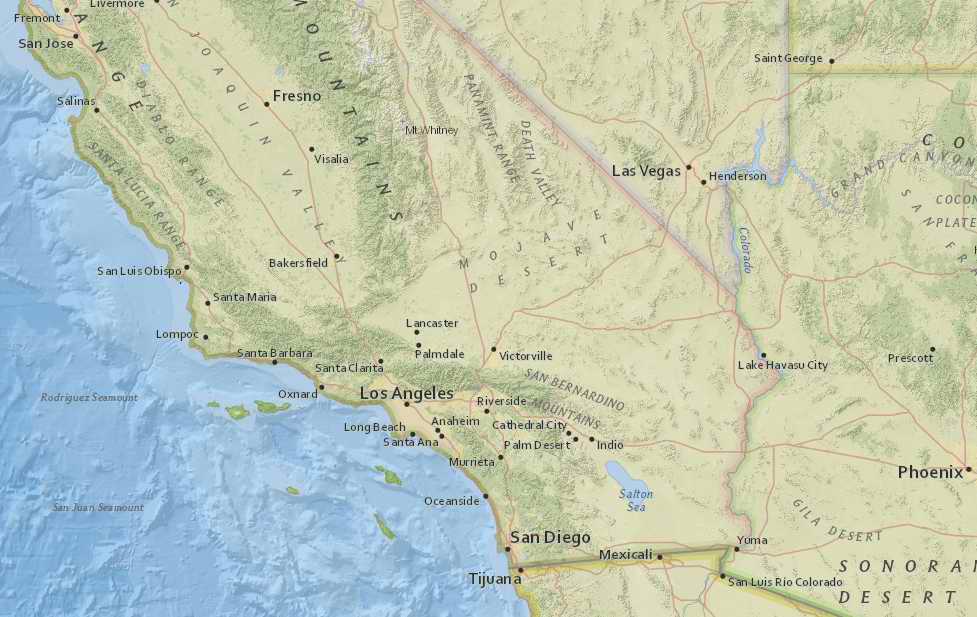 Livermore
Fremont
San Jose
Salinas
RANGE
DIABLO RANGE
SANTA LUCIA RANGE
JOAQUIN VALLEY
MOUNTAINS
Fresno
Visalia
Mt. Whitney
PANAMINT RANGE
DEATH VALLEY
Saint George
Las Vegas
Henderson
GRAND CANYON
CO
COCON
PLATE
SAN FR
Colorado
MOJAVE
DESERT
San Luis Obispo
Bakersfield
Santa Maria
Lompoc
Santa Barbara
Lancaster
Palmdale
Santa Clarita
Victorville
Lake Havasu City
Prescott
Rodriguez Seamount
Oxnard
Los Angeles
SAN BERNARDINO
MOUNTAINS
Riverside
Anaheim
Long Beach
Santa Ana
Cathedral City
Palm Desert
Indio
Murrieta
Phoenix
San Juan Seamount
Oceanside
Salton
Sea
GILA DESERT
San Diego
Mexicali
Yuma
Tijuana
San Luis Río Colorado
SONORAN
DESERT